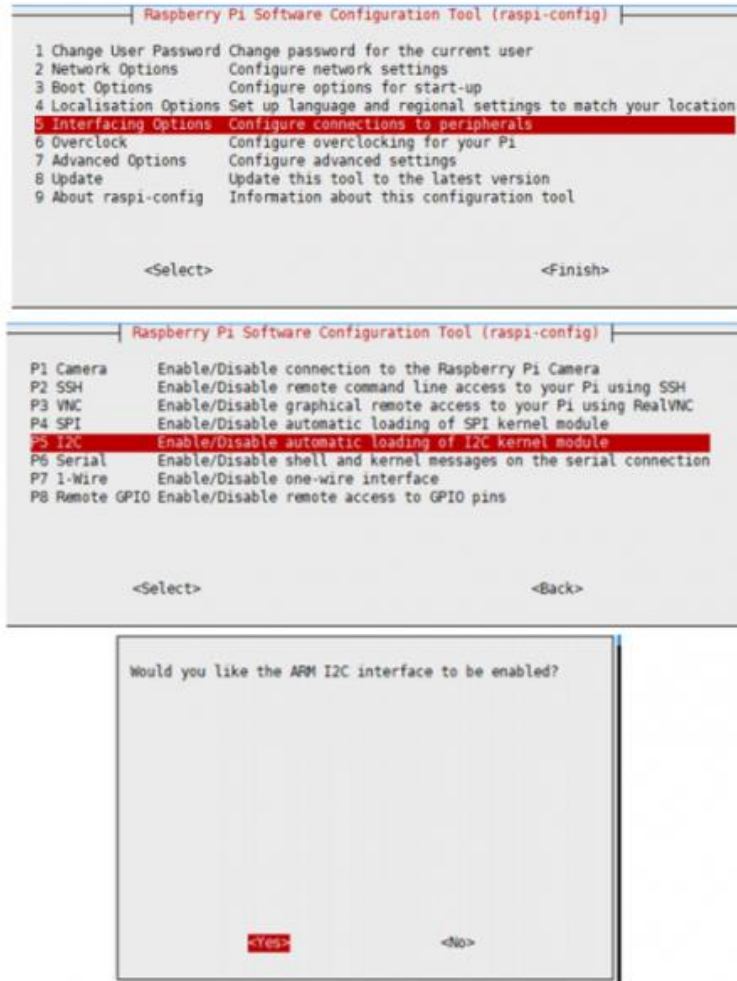 Raspberry Pi Software Configuration Tool (raspi-config)
1 Change User Password Change password for the current user
2 Network Options Configure network settings
3 Boot Options Configure options for start-up
4 Localisation Options Set up language and regional settings to match your location
5 Interfacing Options Configure connections to peripherals
6 Overclock Configure overclocking for your Pi
7 Advanced Options Configure advanced settings
8 Update Update this tool to the latest version
9 About raspi-config Information about this configuration tool
<Select> <Finish>
Raspberry Pi Software Configuration Tool (raspi-config)
P1 Camera Enable/Disable connection to the Raspberry Pi Camera
P2 SSH Enable/Disable remote command line access to your Pi using SSH
P3 VNC Enable/Disable graphical remote access to your Pi using RealVNC
P4 SPI Enable/Disable automatic loading of SPI kernel module
P5 I2C Enable/Disable automatic loading of I2C kernel module
P6 Serial Enable/Disable shell and kernel messages on the serial connection
P7 1-Wire Enable/Disable one-wire interface
P8 Remote GPIO Enable/Disable remote access to GPIO pins
<Select> <Back>
Would you like the ARM I2C interface to be enabled?
<Yes> <No>